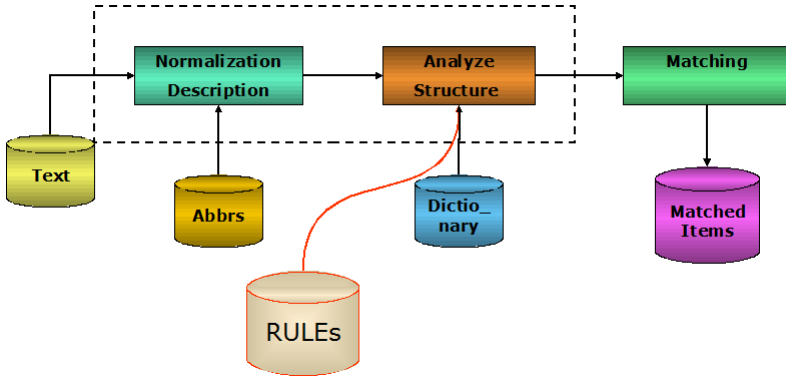 Normalization
Description
Analyze
Structure
Matching
Text
Abbrs
Dictio_
nary
Matched
Items
RULEs